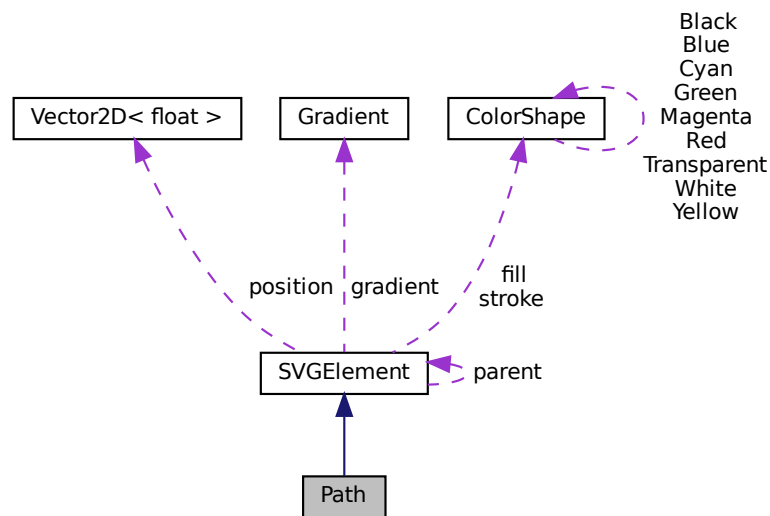 Black
Blue
Cyan
Green
Magenta
Red
Transparent
White
Yellow
Vector2D< float >
Gradient
ColorShape
position
gradient
fill
stroke
SVGElement
parent
Path